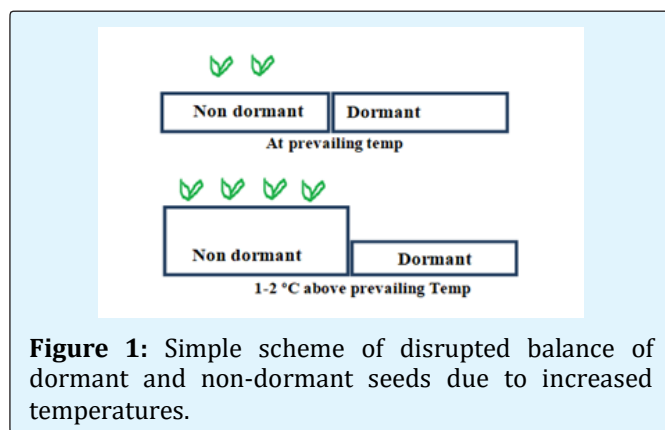 Non dormant Dormant
At prevailing temp
Non dormant Dormant
1-2 °C above prevailing Temp
Figure 1: Simple scheme of disrupted balance of
dormant and non-dormant seeds due to increased
temperatures.